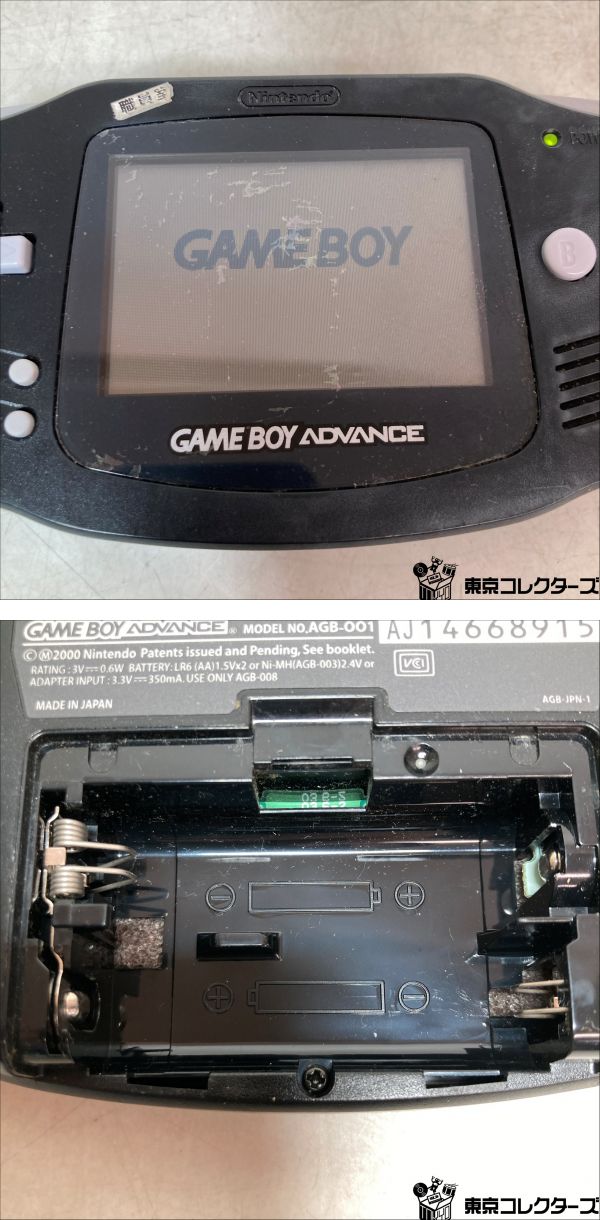 Nintendo
POW
GAME BOY
B
GAME BOY ADVANCE
東京コレクターズ
GAME BOY ADVANCE® MODEL NO.AGB-001
AJ14668915
©Ⓜ2000 Nintendo Patents issued and Pending, See booklet.
RATING : 3V⎓0.6W BATTERY: LR6 (AA)1.5Vx2 or Ni-MH(AGB-003)2.4V or
ADAPTER INPUT : 3.3V⎓350mA. USE ONLY AGB-008
VCI
MADE IN JAPAN
AGB-JPN-1
東京コレクターズ